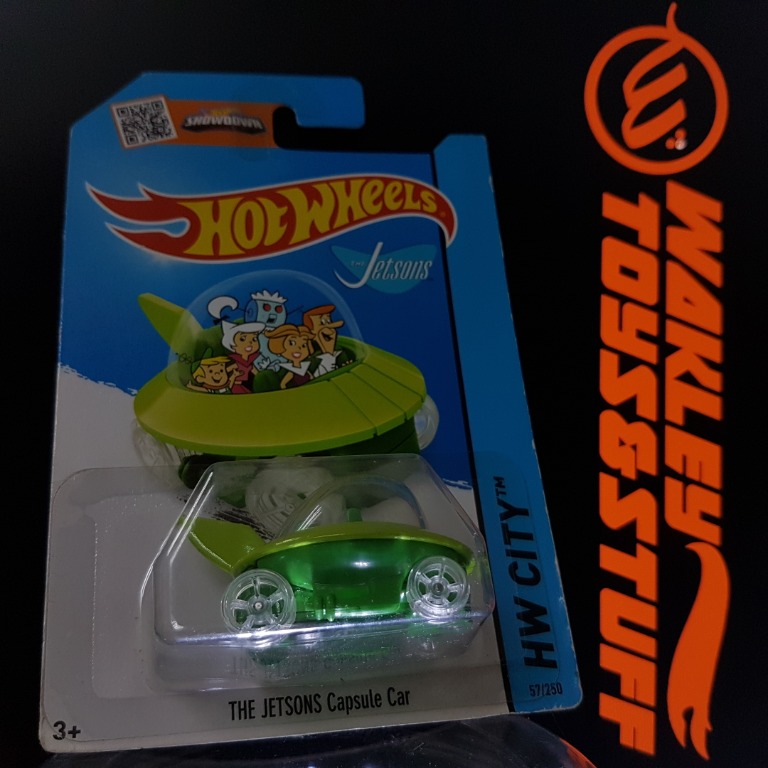 SHOWDOWN
HOT WHEELS
THE Jetsons
HW CITY™
57/250
THE JETSONS Capsule Car
3+
WAKLEY
TOYS&STUFF